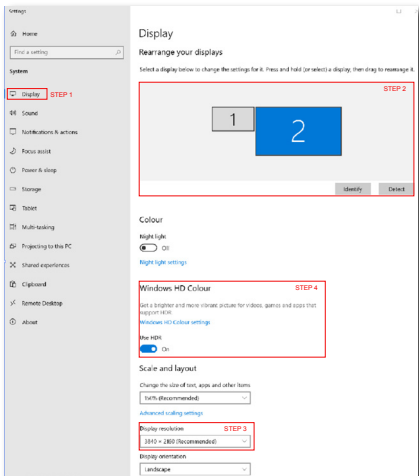 Settings
Home
Find a setting
System
Display STEP 1
Sound
Notifications & actions
Focus assist
Power & sleep
Storage
Tablet
Multi-tasking
Projecting to this PC
Shared experiences
Clipboard
Remote Desktop
About
Display
Rearrange your displays
Select a display below to change the settings for it. Press and hold (or select) a display, then drag to rearrange it.
STEP 2
1 2
Identify Detect
Colour
Night light
Off
Night light settings
Windows HD Colour STEP 4
Get a brighter and more vibrant picture for videos, games and apps that
support HDR.
Windows HD Colour settings
Use HDR
On
Scale and layout
Change the size of text, apps and other items
150% (Recommended)
Advanced scaling settings
Display resolution STEP 3
3840 × 2160 (Recommended)
Display orientation
Landscape